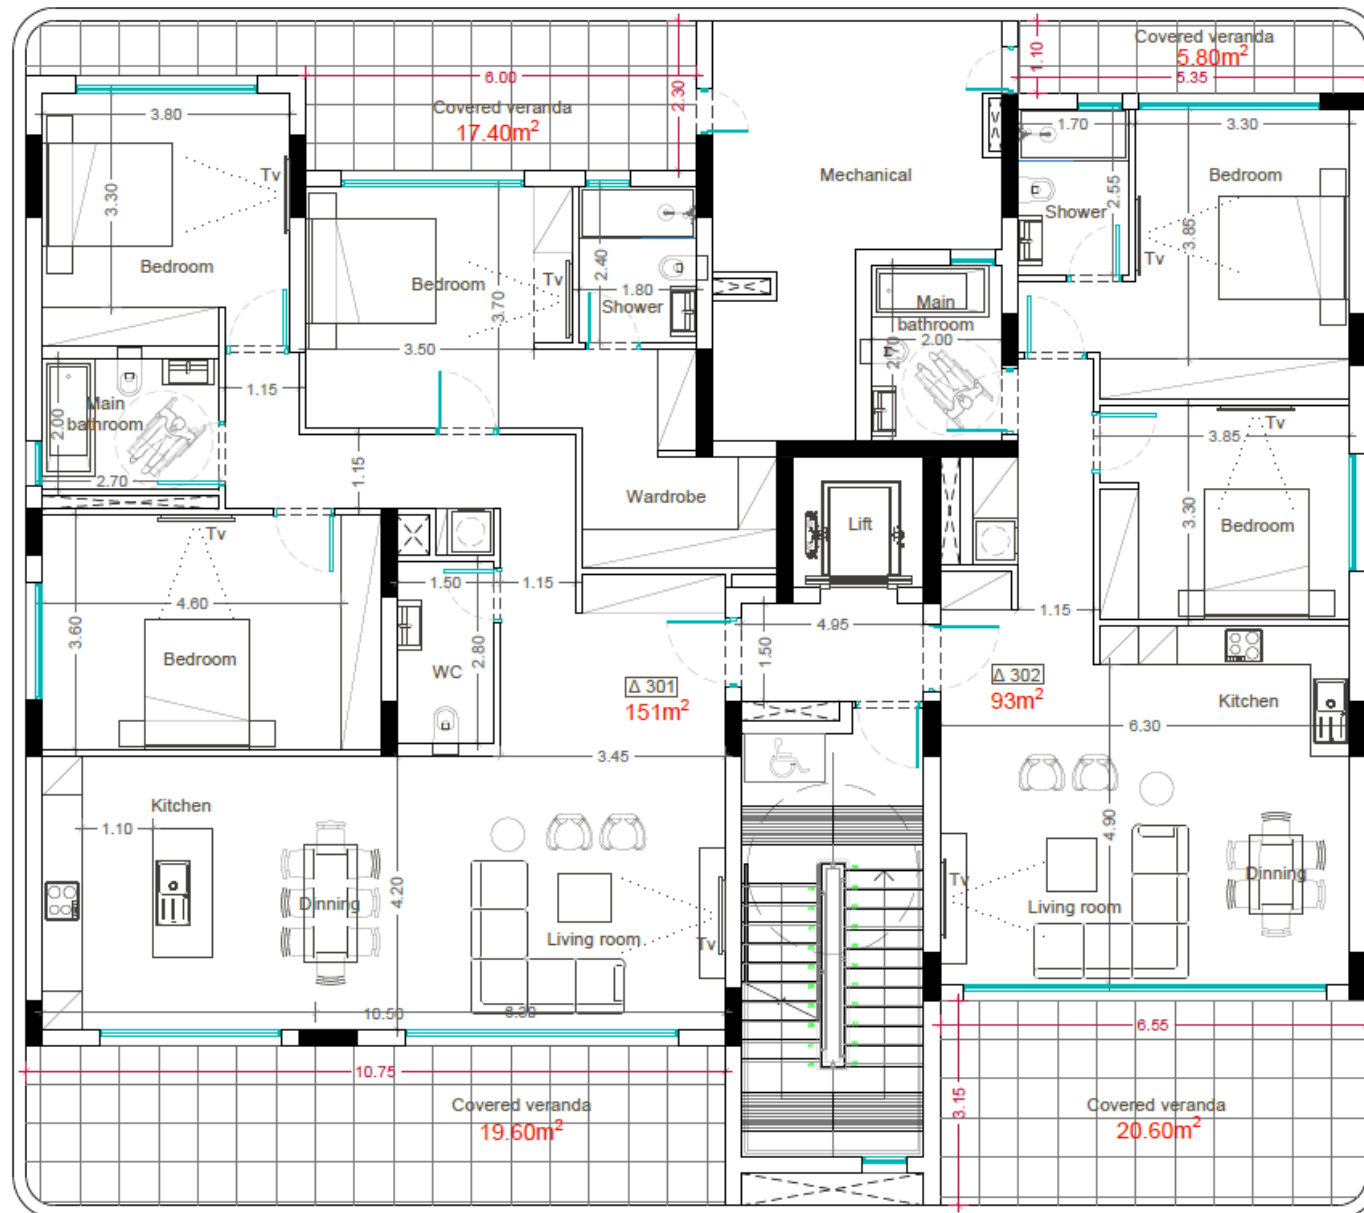 Covered veranda
5.80m²
1.10
5.35
6.00
2.30
Covered veranda
17.40m²
3.80
1.70
3.30
Tv
3.30
Mechanical
Bedroom
2.55
Shower
3.85
Tv
Bedroom
Bedroom
Tv
3.70
2.40
1.80
Shower
3.50
Main
bathroom
2.00
1.15
Main
bathroom
2.00
2.70
1.15
3.85
Tv
3.30
Bedroom
Wardrobe
Lift
Tv
4.60
3.60
Bedroom
1.50
1.15
2.80
WC
4.95
1.50
1.15
Δ 301
151m²
Δ 302
93m²
Kitchen
6.30
3.45
Kitchen
1.10
4.20
Dinning
Living room
Tv
4.90
Tv
Dinning
Living room
10.50
10.75
6.55
3.15
Covered veranda
19.60m²
Covered veranda
20.60m²